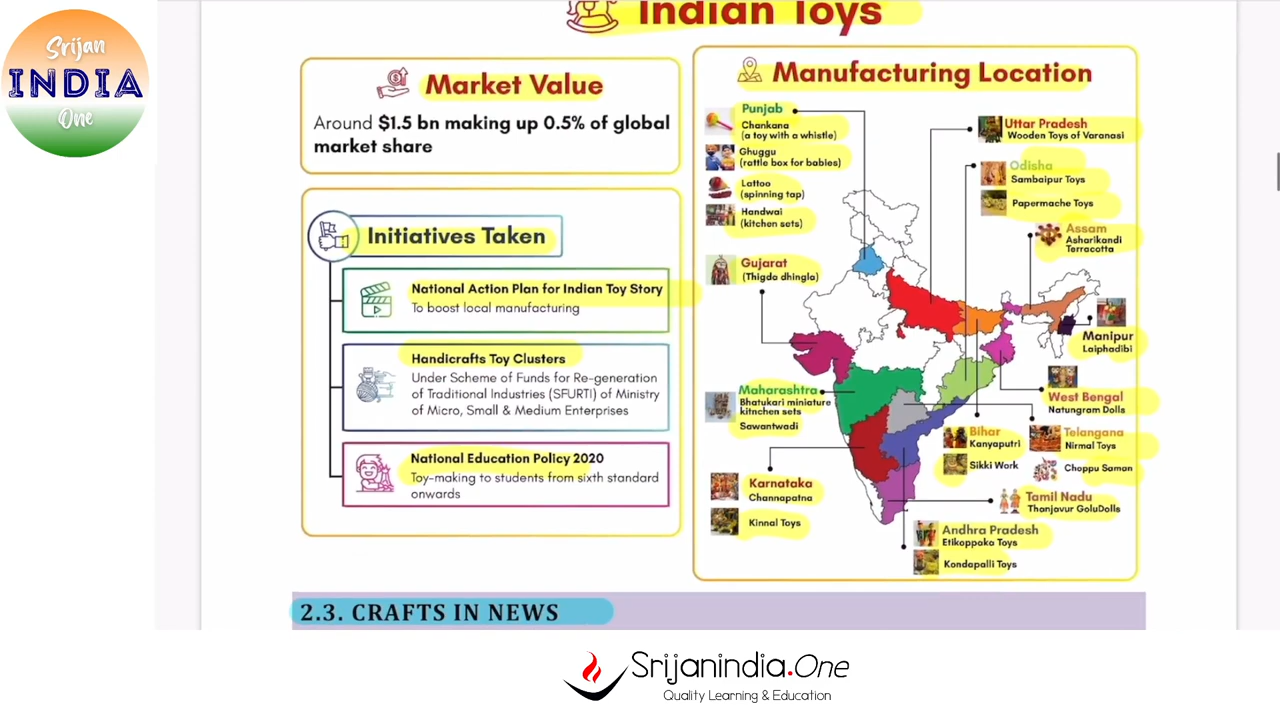 Srijan
INDIA
One
Indian Toys
Market Value
Around $1.5 bn making up 0.5% of global
market share
Initiatives Taken
National Action Plan for Indian Toy Story
To boost local manufacturing
Handicrafts Toy Clusters
Under Scheme of Funds for Re-generation
of Traditional Industries (SFURTI) of Ministry
of Micro, Small & Medium Enterprises
National Education Policy 2020
Toy-making to students from sixth standard
onwards
Manufacturing Location
Punjab
Chankana
(a toy with a whistle)
Ghuggu
(rattle box for babies)
Lattoo
(spinning tap)
Handwai
(kitchen sets)
Gujarat
(Thigda dhingla)
Maharashtra
Bhatukari miniature
kitnchen sets
Sawantwadi
Karnataka
Channapatna
Kinnal Toys
Uttar Pradesh
Wooden Toys of Varanasi
Odisha
Sambaipur Toys
Papermache Toys
Assam
Asharikandi
Terracotta
Manipur
Laiphadibi
West Bengal
Natungram Dolls
Bihar
Kanyaputri
Sikki Work
Telangana
Nirmal Toys
Choppu Saman
Tamil Nadu
Thanjavur GoluDolls
Andhra Pradesh
Etikoppaka Toys
Kondapalli Toys
2.3. CRAFTS IN NEWS
Srijanindia.One
Quality Learning & Education